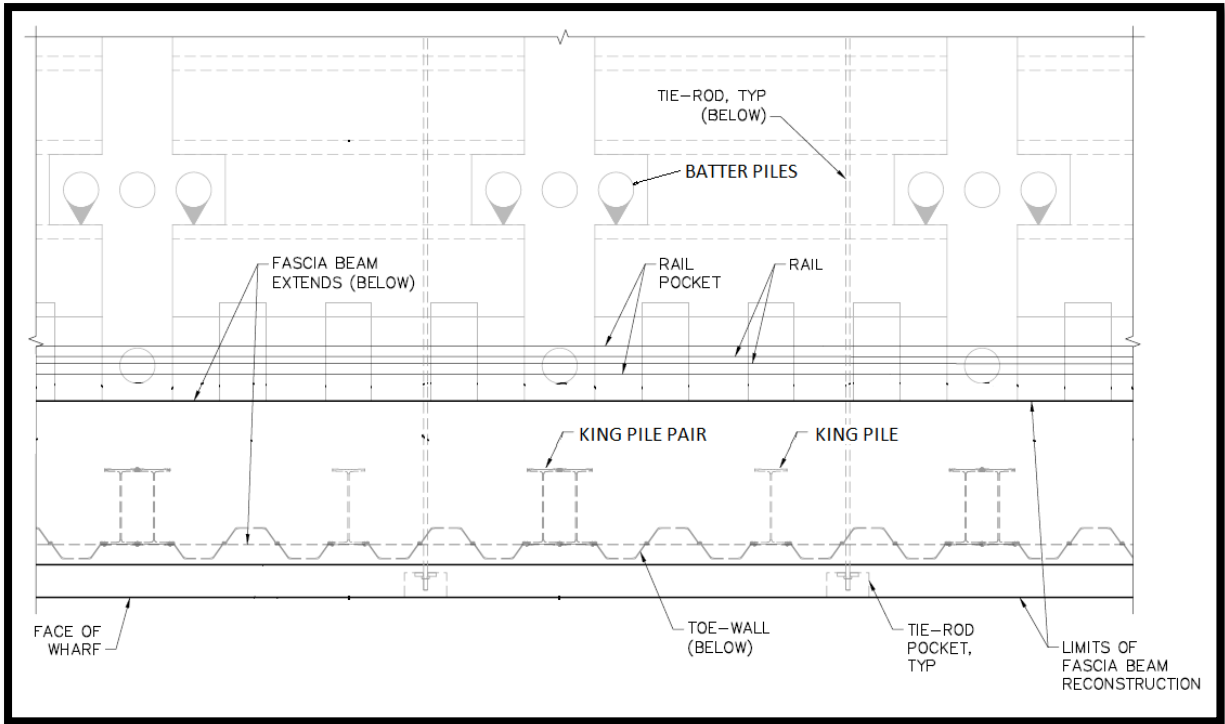 TIE-ROD, TYP
(BELOW)
BATTER PILES
FASCIA BEAM
EXTENDS (BELOW)
RAIL
POCKET
RAIL
KING PILE PAIR
KING PILE
FACE OF
WHARF
TOE-WALL
(BELOW)
TIE-ROD
POCKET,
TYP
LIMITS OF
FASCIA BEAM
RECONSTRUCTION